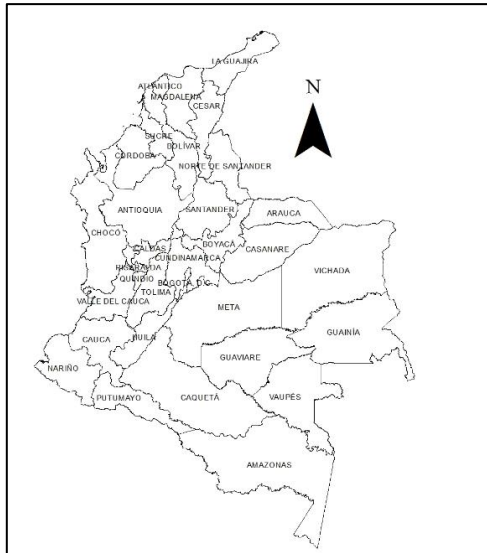 LA GUAJIRA
ATLÁNTICO
MAGDALENA
CESAR
N
SUCRE
BOLÍVAR
CÓRDOBA
NORTE DE SANTANDER
ANTIOQUIA
SANTANDER
ARAUCA
CHOCÓ
BOYACÁ
CASANARE
CALDAS
CUNDINAMARCA
VICHADA
RISARALDA
QUINDIO
BOGOTÁ, D.C.
TOLIMA
VALLE DEL CAUCA
META
GUAINÍA
CAUCA
HUILA
GUAVIARE
NARIÑO
PUTUMAYO
CAQUETÁ
VAUPÉS
AMAZONAS